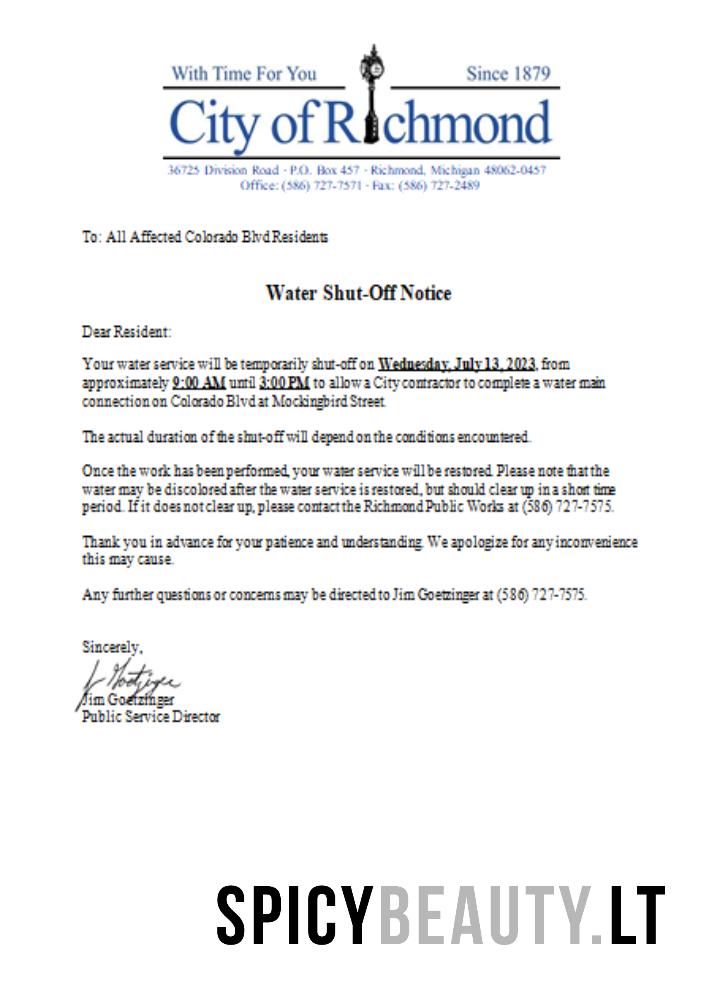 With Time For You Since 1879
City of Richmond
36725 Division Road · P.O. Box 457 · Richmond, Michigan 48062-0457
Office: (586) 727-7571 · Fax: (586) 727-2489
To: All Affected Colorado Blvd Residents
Water Shut-Off Notice
Dear Resident:
Your water service will be temporarily shut-off on Wednesday, July 13, 2023, from
approximately 9:00 AM until 3:00 PM to allow a City contractor to complete a water main
connection on Colorado Blvd at Mockingbird Street.
The actual duration of the shut-off will depend on the conditions encountered.
Once the work has been performed, your water service will be restored. Please note that the
water may be discolored after the water service is restored, but should clear up in a short time
period. If it does not clear up, please contact the Richmond Public Works at (586) 727-7575.
Thank you in advance for your patience and understanding. We apologize for any inconvenience
this may cause.
Any further questions or concerns may be directed to Jim Goetzinger at (586) 727-7575.
Sincerely,
J Goetzinger
Jim Goetzinger
Public Service Director
SPICYBEAUTY.LT